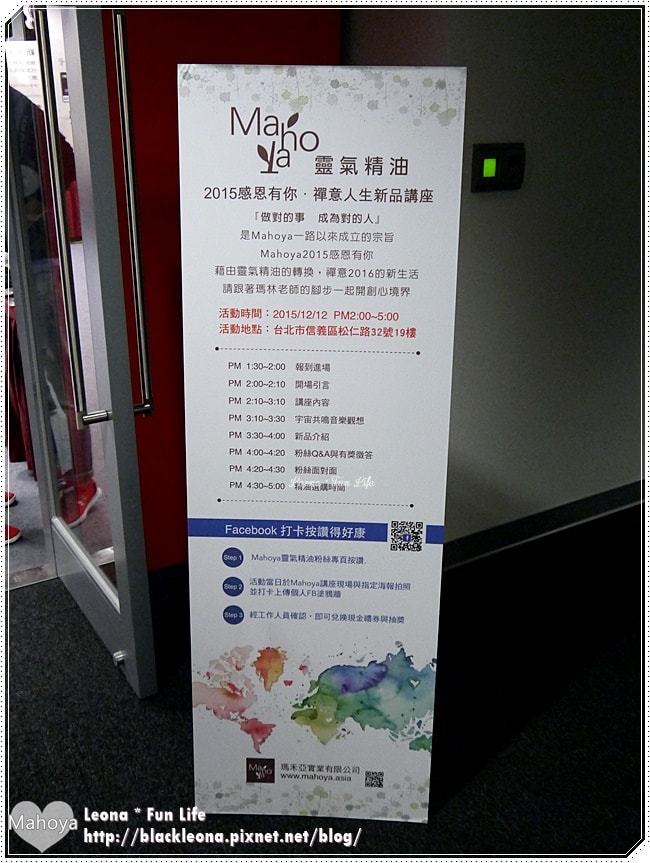 Mahoya
靈氣精油
2015感恩有你‧禪意人生新品講座
『做對的事 成為對的人』
是Mahoya一路以來成立的宗旨
Mahoya2015感恩有你
藉由靈氣精油的轉換，禪意2016的新生活
請跟著瑪林老師的腳步一起開創心境界
活動時間：2015/12/12 PM2:00~5:00
活動地點：台北市信義區松仁路32號19樓
PM 1:30~2:00 報到進場
PM 2:00~2:10 開場引言
PM 2:10~3:10 講座內容
PM 3:10~3:30 宇宙共鳴音樂觀想
PM 3:30~4:00 新品介紹
PM 4:00~4:20 粉絲Q&A與有獎徵答
PM 4:20~4:30 粉絲面對面
PM 4:30~5:00 精油選購時間
Leona * Fun Life
Facebook 打卡按讚得好康
Step 1 Mahoya靈氣精油粉絲專頁按讚.
Step 2 活動當日於Mahoya講座現場與指定海報拍照
並打卡上傳個人FB塗鴉牆
Step 3 經工作人員確認，即可兌換現金禮券與抽獎
Mahoya
瑪禾亞實業有限公司
www.mahoya.asia
Mahoya
Leona * Fun Life
http://blackleona.pixnet.net/blog/